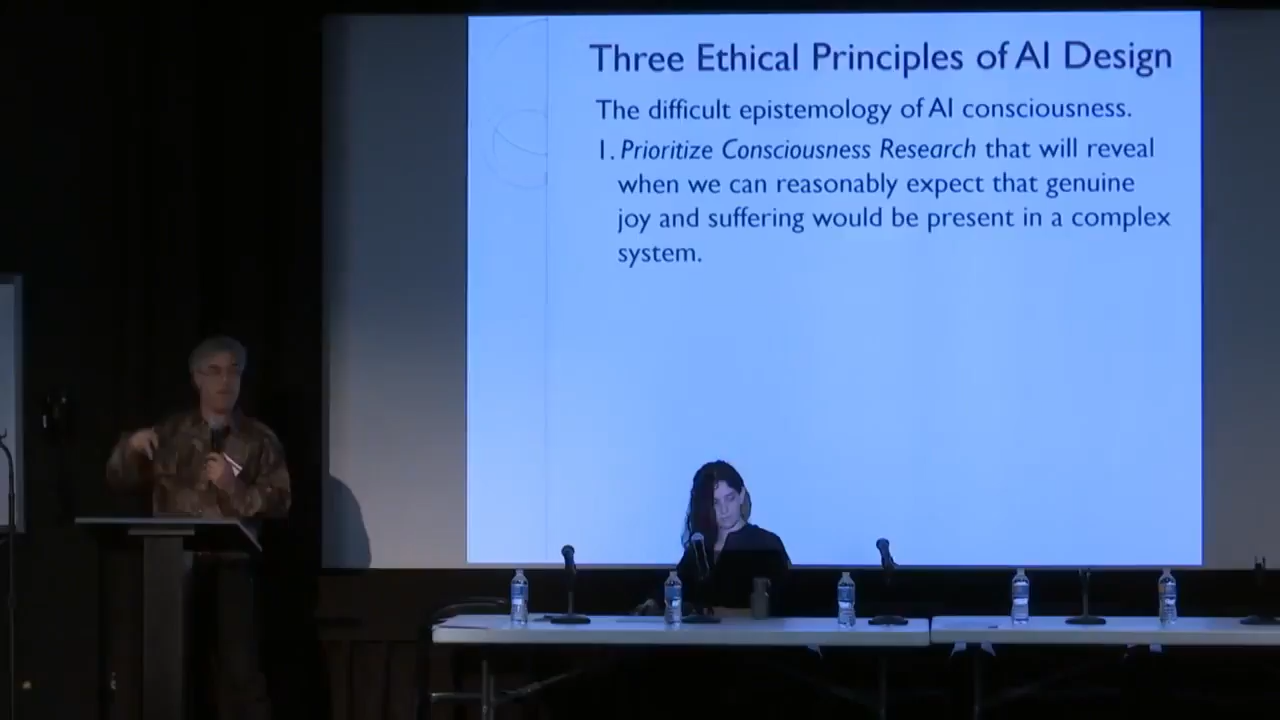 Three Ethical Principles of AI Design
The difficult epistemology of AI consciousness.
1. Prioritize Consciousness Research that will reveal
when we can reasonably expect that genuine
joy and suffering would be present in a complex
system.